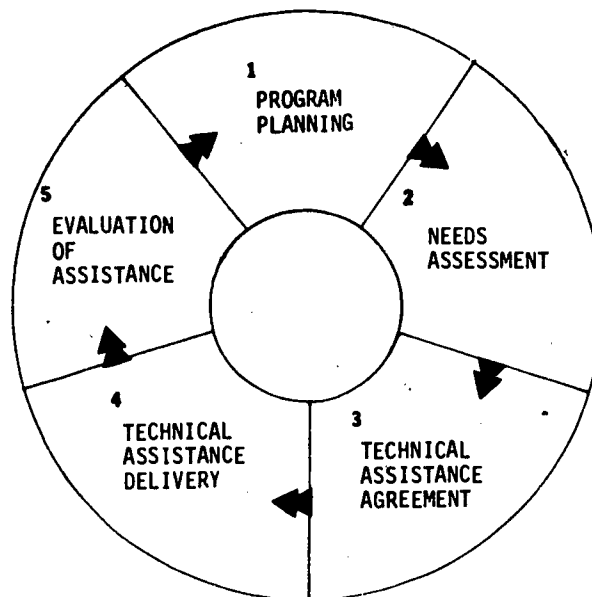 1
PROGRAM
PLANNING
2
NEEDS
ASSESSMENT
3
TECHNICAL
ASSISTANCE
AGREEMENT
4
TECHNICAL
ASSISTANCE
DELIVERY
5
EVALUATION
OF
ASSISTANCE